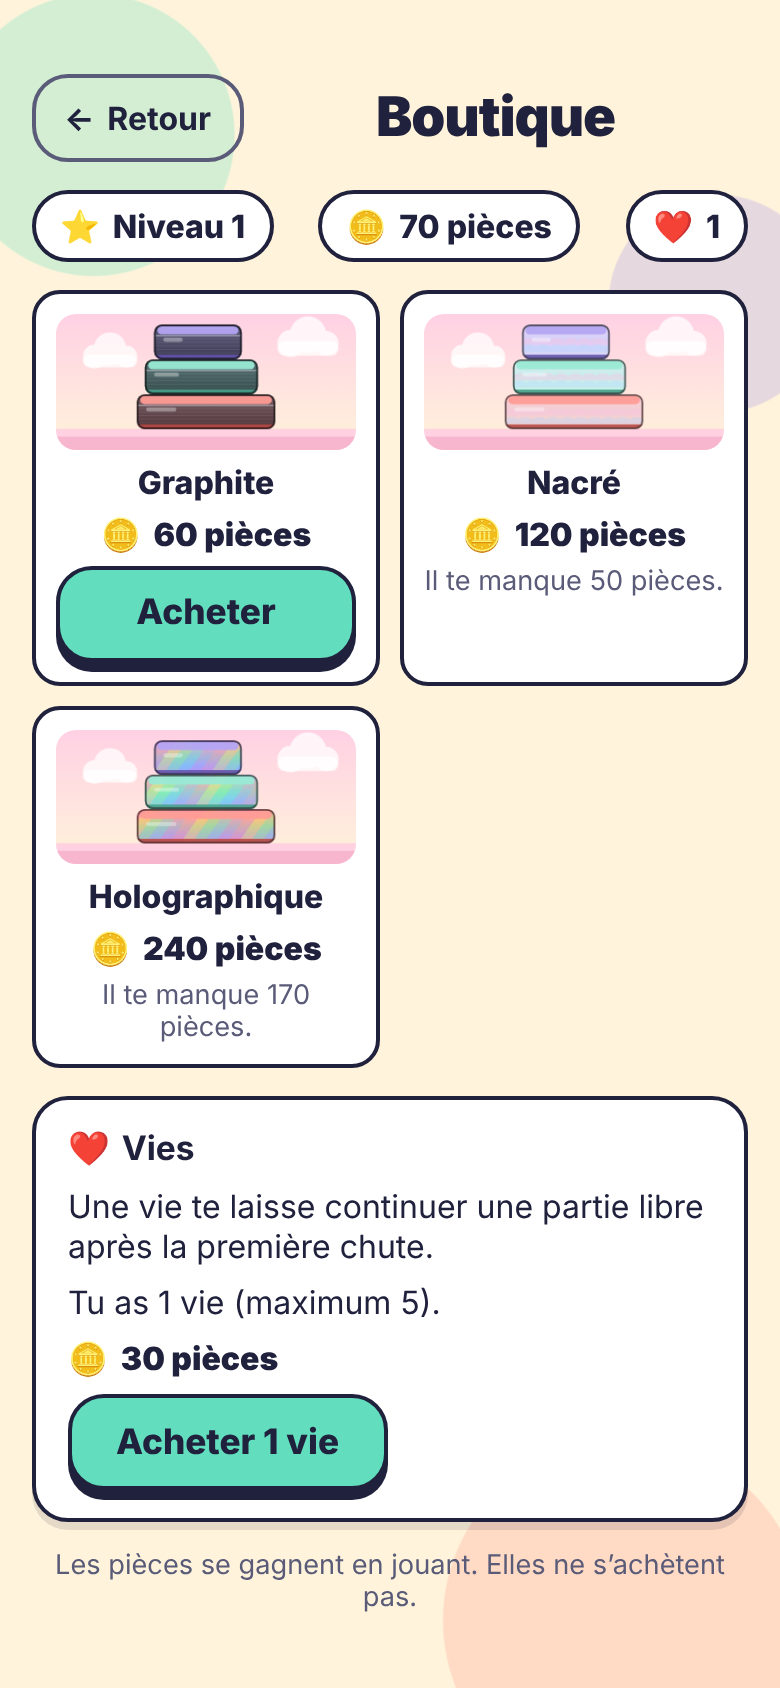 ← Retour
Boutique
Niveau 1
70 pièces
1
Graphite
60 pièces
Acheter
Nacré
120 pièces
Il te manque 50 pièces.
Holographique
240 pièces
Il te manque 170
pièces.
Vies
Une vie te laisse continuer une partie libre
après la première chute.
Tu as 1 vie (maximum 5).
30 pièces
Acheter 1 vie
Les pièces se gagnent en jouant. Elles ne s’achètent
pas.